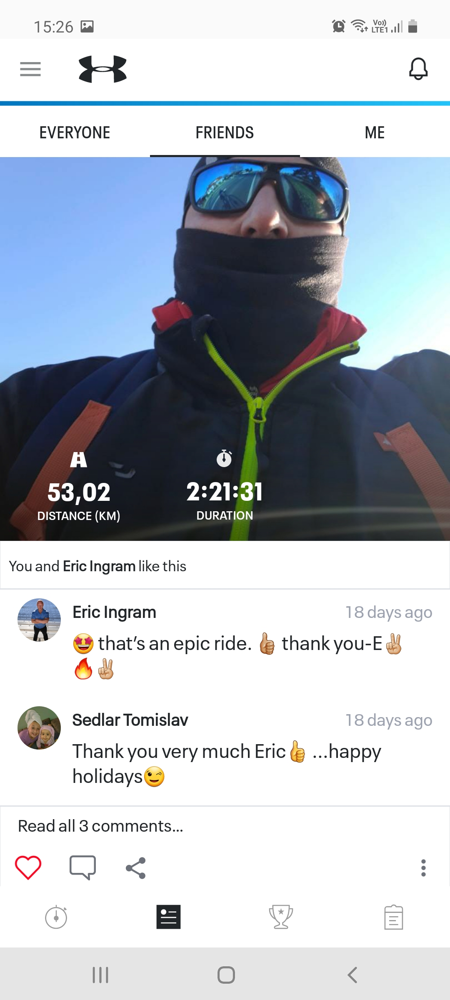 15:26
Vo))
LTE1
EVERYONE FRIENDS ME
53,02 2:21:31
DISTANCE (KM) DURATION
You and Eric Ingram like this
Eric Ingram 18 days ago
🤩 that’s an epic ride. 👍🏼 thank you-E✌🏼
🔥✌🏼
Sedlar Tomislav 18 days ago
Thank you very much Eric👍 ...happy
holidays😉
Read all 3 comments...